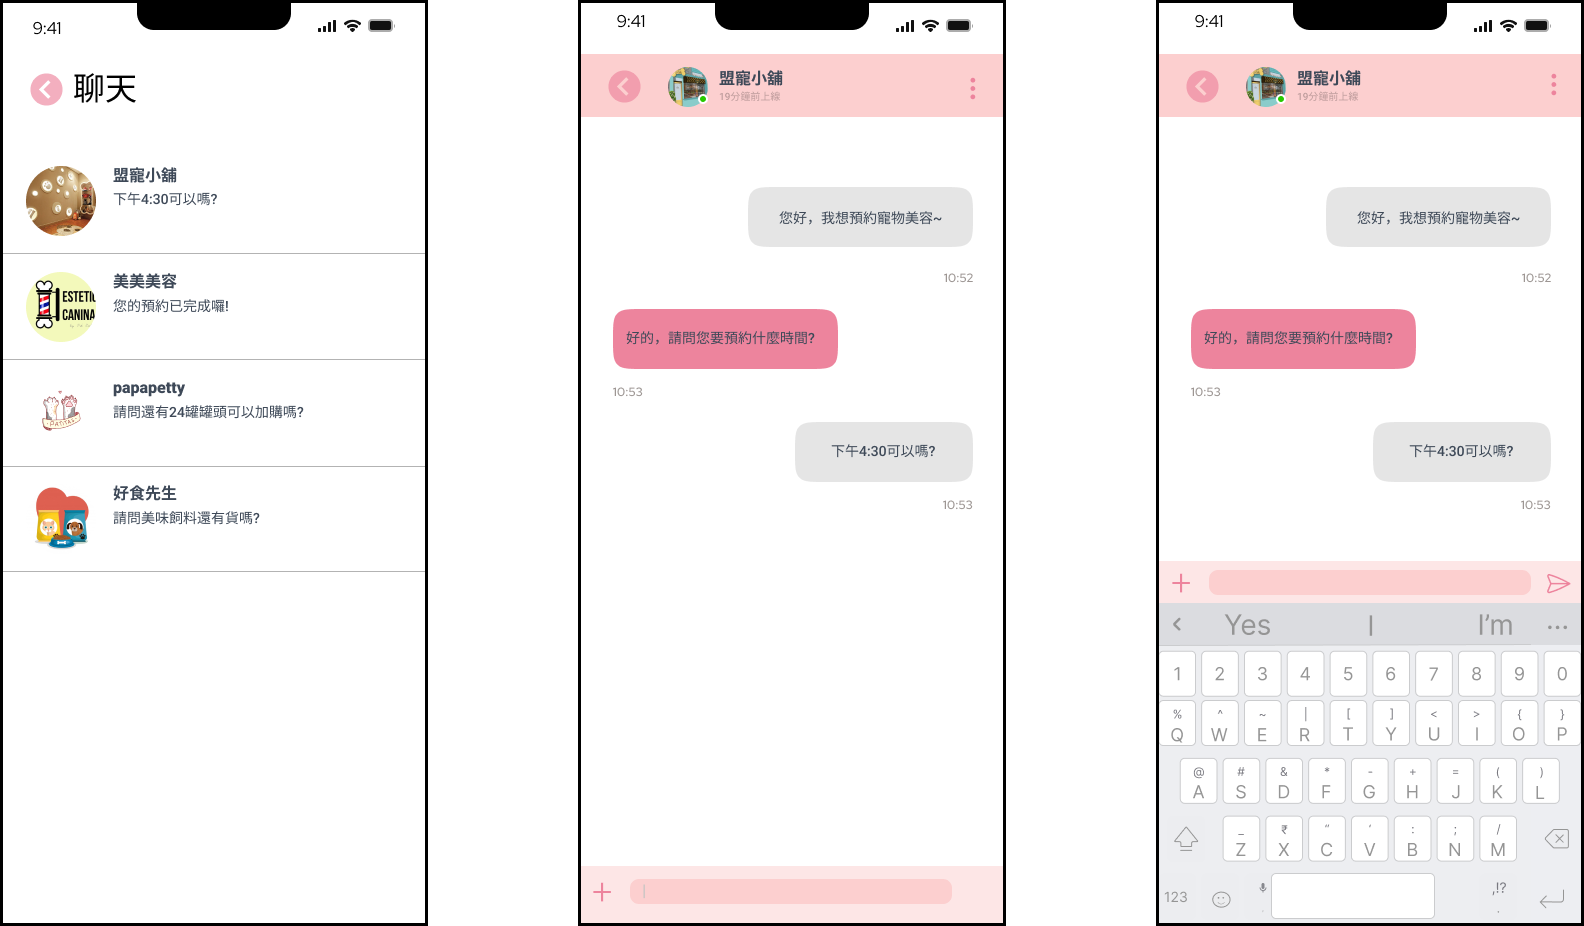 9:41
聊天
盟寵小舖
下午4:30可以嗎?
美美美容
您的預約已完成囉!
ESTETI
CANINA
papapetty
請問還有24罐罐頭可以加購嗎?
好食先生
請問美味飼料還有貨嗎?
9:41
盟寵小舖
19分鐘前上線
您好，我想預約寵物美容~
10:52
好的，請問您要預約什麼時間?
10:53
下午4:30可以嗎?
10:53
9:41
盟寵小舖
19分鐘前上線
您好，我想預約寵物美容~
10:52
好的，請問您要預約什麼時間?
10:53
下午4:30可以嗎?
10:53
Yes I I'm
1 2 3 4 5 6 7 8 9 0
% ^ ~ | [ ] < > { }
Q W E R T Y U I O P
@ # & * - + = ( )
A S D F G H J K L
_ ₹ " ' : ; /
Z X C V B N M
123 ,!? .